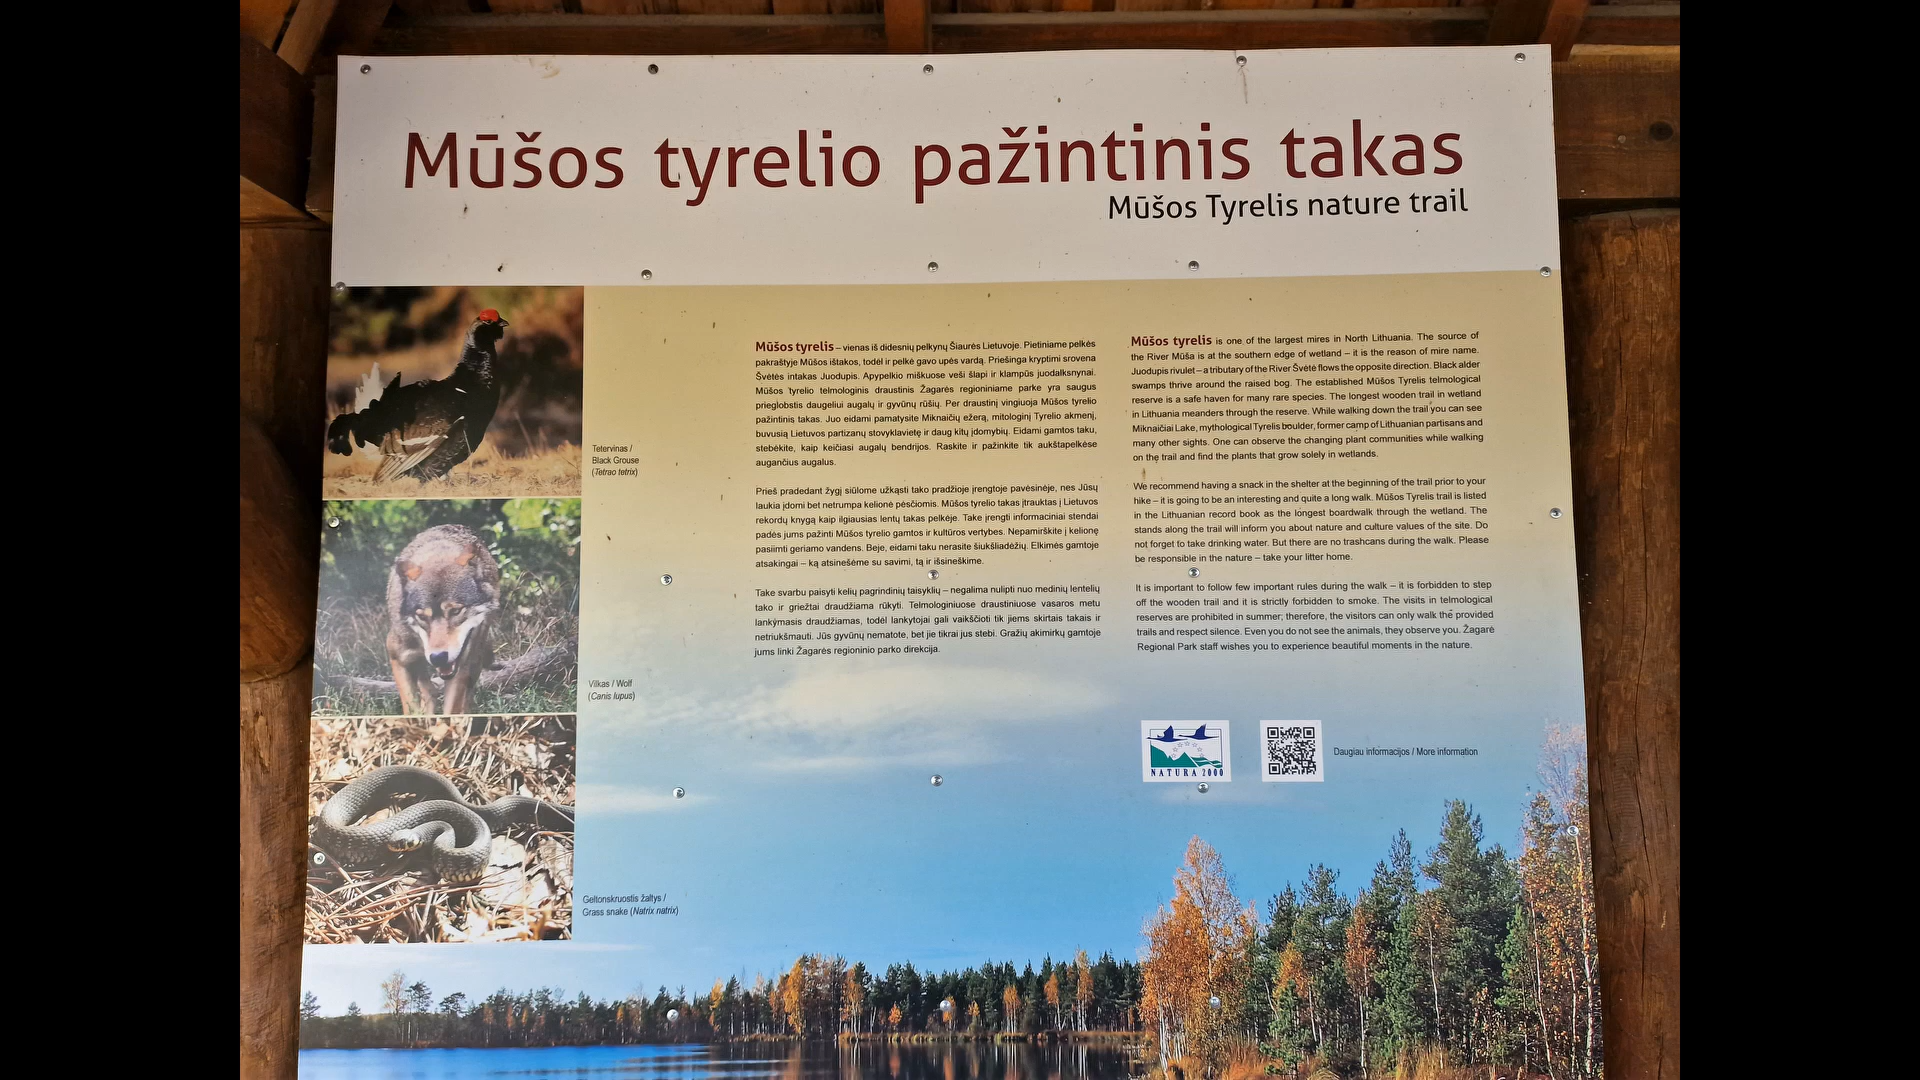 Mūšos tyrelio pažintinis takas
Mūšos Tyrelis nature trail
Tetervinas /
Black Grouse
(Tetrao tetrix)
Vilkas / Wolf
(Canis lupus)
Geltonskruostis žaltys /
Grass snake (Natrix natrix)
Mūšos tyrelis – vienas iš didesnių pelkynų Šiaurės Lietuvoje. Pietiniame pelkės
pakraštyje Mūšos ištakos, todėl ir pelkė gavo upės vardą. Priešinga kryptimi srovena
Švėtės intakas Juodupis. Apypelkio miškuose veši šlapi ir klampūs juodalksnynai.
Mūšos tyrelio telmologinis draustinis Žagarės regioniniame parke yra saugus
prieglobstis daugeliui augalų ir gyvūnų rūšių. Per draustinį vingiuoja Mūšos tyrelio
pažintinis takas. Juo eidami pamatysite Miknaičių ežerą, mitologinį Tyrelio akmenį,
buvusią Lietuvos partizanų stovyklavietę ir daug kitų įdomybių. Eidami gamtos taku,
stebėkite, kaip keičiasi augalų bendrijos. Raskite ir pažinkite tik aukštapelkėse
augančius augalus.
Prieš pradedant žygį siūlome užkąsti tako pradžioje įrengtoje pavėsinėje, nes Jūsų
laukia įdomi bet netrumpa kelionė pėsčiomis. Mūšos tyrelio takas įtrauktas į Lietuvos
rekordų knygą kaip ilgiausias lentų takas pelkėje. Take įrengti informaciniai stendai
padės jums pažinti Mūšos tyrelio gamtos ir kultūros vertybes. Nepamirškite į kelionę
pasiimti geriamo vandens. Beje, eidami taku nerasite šiukšliadėžių. Elkimės gamtoje
atsakingai – ką atsinešėme su savimi, tą ir išsineškime.
Take svarbu paisyti kelių pagrindinių taisyklių – negalima nulipti nuo medinių lentelių
tako ir griežtai draudžiama rūkyti. Telmologiniuose draustiniuose vasaros metu
lankymasis draudžiamas, todėl lankytojai gali vaikščioti tik jiems skirtais takais ir
netriukšmauti. Jūs gyvūnų nematote, bet jie tikrai jus stebi. Gražių akimirkų gamtoje
jums linki Žagarės regioninio parko direkcija.
Mūšos tyrelis is one of the largest mires in North Lithuania. The source of
the River Mūša is at the southern edge of wetland – it is the reason of mire name.
Juodupis rivulet – a tributary of the River Švėtė flows the opposite direction. Black alder
swamps thrive around the raised bog. The established Mūšos Tyrelis telmological
reserve is a safe haven for many rare species. The longest wooden trail in wetland
in Lithuania meanders through the reserve. While walking down the trail you can see
Miknaičiai Lake, mythological Tyrelis boulder, former camp of Lithuanian partisans and
many other sights. One can observe the changing plant communities while walking
on the trail and find the plants that grow solely in wetlands.
We recommend having a snack in the shelter at the beginning of the trail prior to your
hike – it is going to be an interesting and quite a long walk. Mūšos Tyrelis trail is listed
in the Lithuanian record book as the longest boardwalk through the wetland. The
stands along the trail will inform you about nature and culture values of the site. Do
not forget to take drinking water. But there are no trashcans during the walk. Please
be responsible in the nature – take your litter home.
It is important to follow few important rules during the walk – it is forbidden to step
off the wooden trail and it is strictly forbidden to smoke. The visits in telmological
reserves are prohibited in summer; therefore, the visitors can only walk the provided
trails and respect silence. Even you do not see the animals, they observe you. Žagarė
Regional Park staff wishes you to experience beautiful moments in the nature.
NATURA 2000
Daugiau informacijos / More information